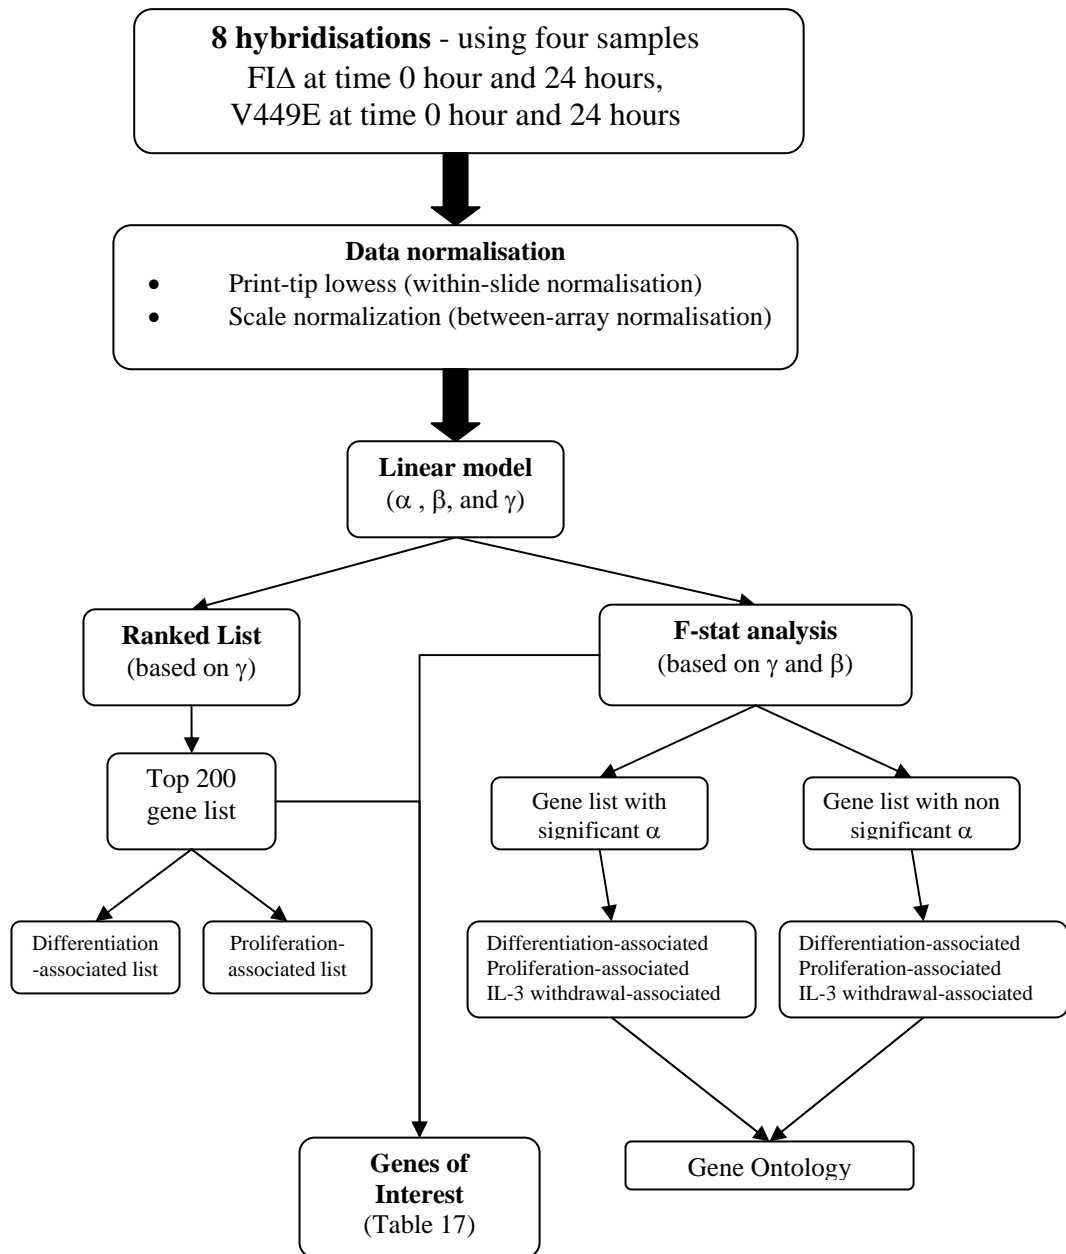 8 hybridisations - using four samples
FIΔ at time 0 hour and 24 hours,
V449E at time 0 hour and 24 hours
Data normalisation
• Print-tip lowess (within-slide normalisation)
• Scale normalization (between-array normalisation)
Linear model
(α , β, and γ)
Ranked List
(based on γ)
F-stat analysis
(based on γ and β)
Top 200
gene list
Gene list with
significant α
Gene list with non
significant α
Differentiation
-associated list
Proliferation-
associated list
Differentiation-associated
Proliferation-associated
IL-3 withdrawal-associated
Differentiation-associated
Proliferation-associated
IL-3 withdrawal-associated
Genes of
Interest
(Table 17)
Gene Ontology